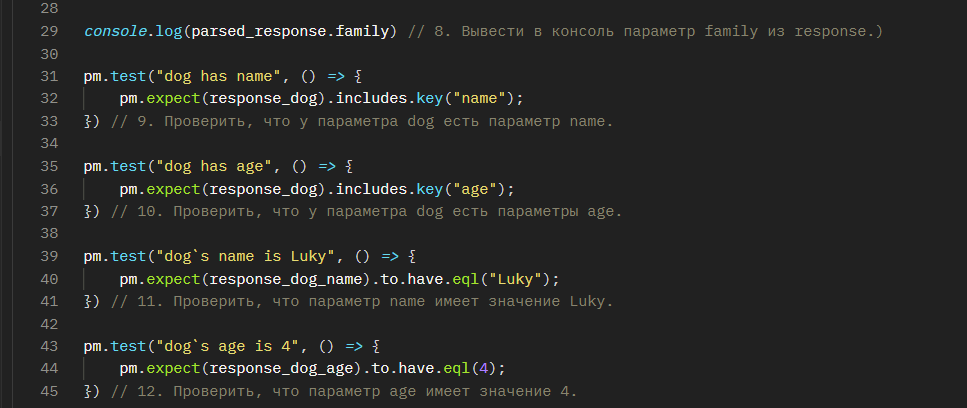 28
29 console.log(parsed_response.family) // 8. Вывести в консоль параметр family из response.)
30
31 pm.test("dog has name", () => {
32 pm.expect(response_dog).includes.key("name");
33 }) // 9. Проверить, что у параметра dog есть параметр name.
34
35 pm.test("dog has age", () => {
36 pm.expect(response_dog).includes.key("age");
37 }) // 10. Проверить, что у параметра dog есть параметры age.
38
39 pm.test("dog`s name is Luky", () => {
40 pm.expect(response_dog_name).to.have.eql("Luky");
41 }) // 11. Проверить, что параметр name имеет значение Luky.
42
43 pm.test("dog`s age is 4", () => {
44 pm.expect(response_dog_age).to.have.eql(4);
45 }) // 12. Проверить, что параметр age имеет значение 4.